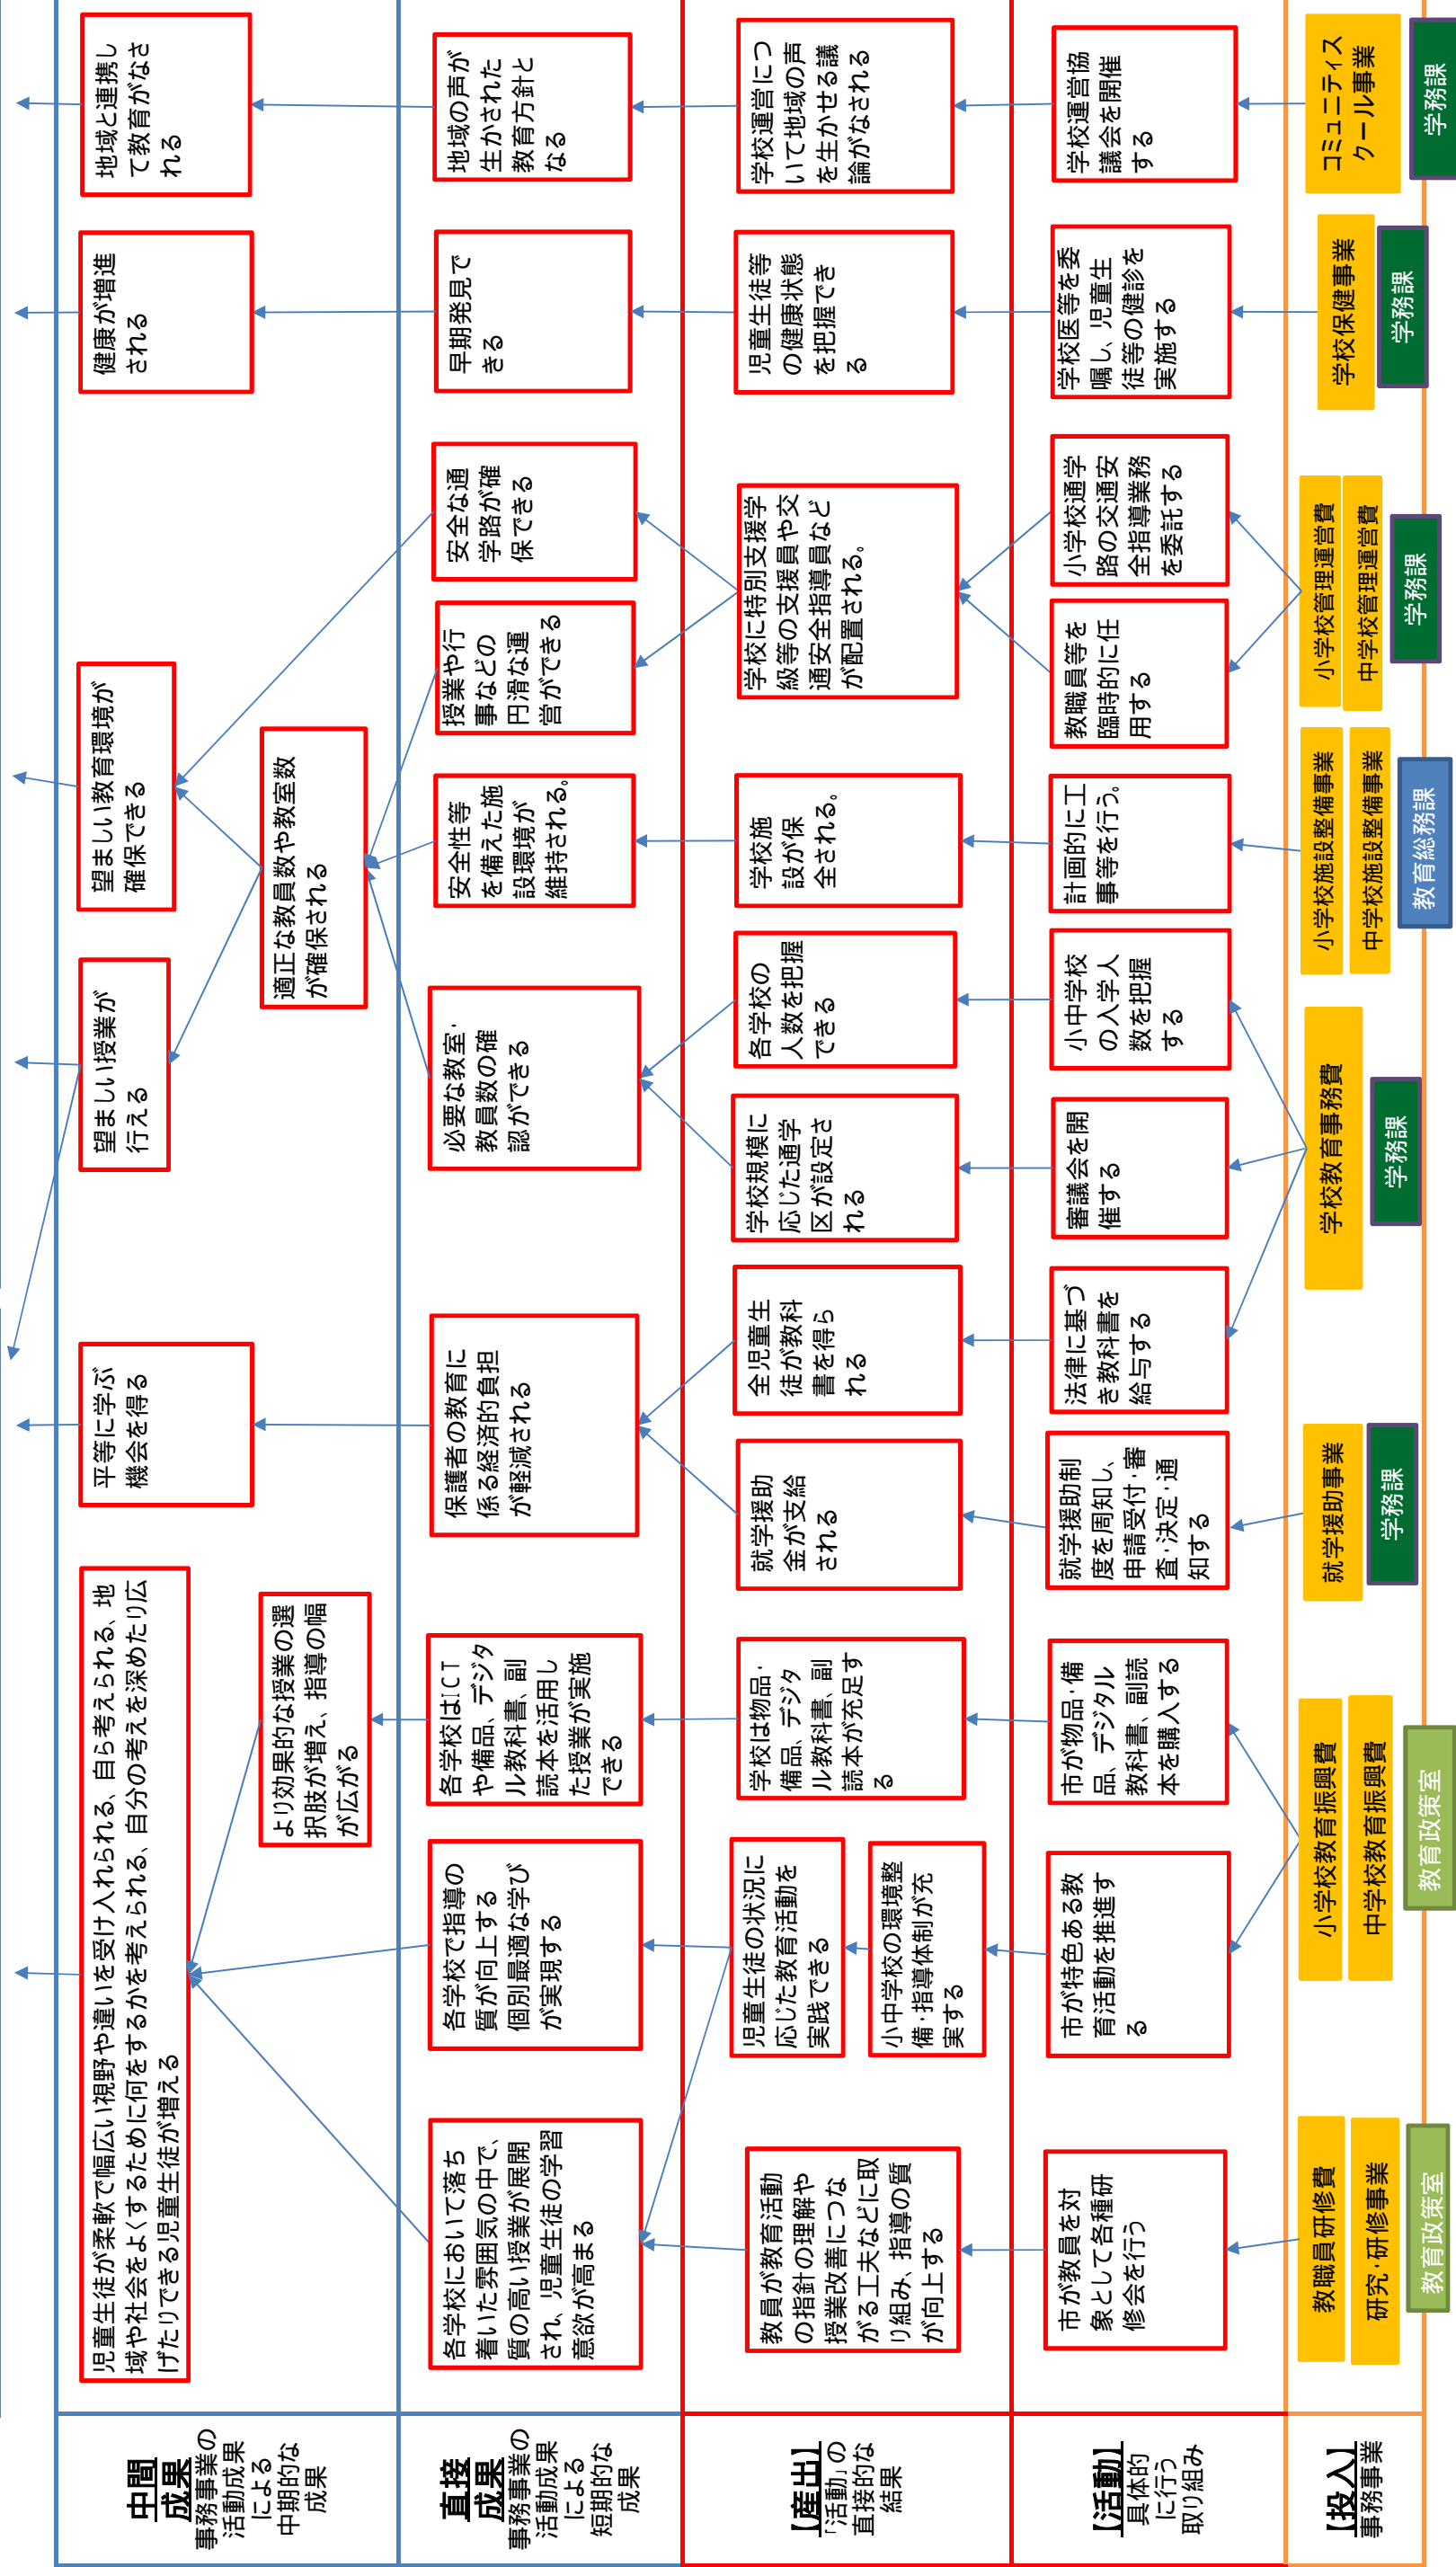 中間
成果
事務事業の
活動成果
による
中期的な
成果
児童生徒が柔軟で幅広い視野や違いを受け入れられる、自ら考えられる、地
域や社会をよくするために何をするかを考えられる、自分の考えを深めたり広
げたりできる児童生徒が増える
より効果的な授業の選
択肢が増え、指導の幅
が広がる
平等に学ぶ
機会を得る
望ましい授業が
行える
適正な教員数や教室数
が確保される
望ましい教育環境が
確保できる
健康が増進
される
地域と連携し
て教育がなさ
れる
直接
成果
事務事業の
活動成果
による
短期的な
成果
各学校において落ち
着いた雰囲気の中で、
質の高い授業が展開
され、児童生徒の学習
意欲が高まる
各学校で指導の
質が向上する
個別最適な学び
が実現する
各学校はICT
や備品、デジタ
ル教科書、副
読本を活用し
た授業が実施
できる
保護者の教育に
係る経済的負担
が軽減される
必要な教室・
教員数の確
認ができる
安全性等
を備えた施
設環境が
維持される。
授業や行
事などの
円滑な運
営ができる
安全な通
学路が確
保できる
早期発見で
きる
地域の声が
生かされた
教育方針と
なる
【産出】
「活動」の
直接的な
結果
教員が教育活動
の指針の理解や
授業改善につな
がる工夫などに取
り組み、指導の質
が向上する
児童生徒の状況に
応じた教育活動を
実践できる
小中学校の環境整
備・指導体制が充
実する
学校は物品・
備品、デジタ
ル教科書、副
読本が充足す
る
就学援助
金が支給
される
全児童生
徒が教科
書を得ら
れる
学校規模に
応じた通学
区が設定さ
れる
各学校の
人数を把握
できる
学校施
設が保
全される。
学校に特別支援学
級等の支援員や交
通安全指導員など
が配置される。
児童生徒等
の健康状態
を把握でき
る
学校運営につ
いて地域の声
を生かせる議
論がなされる
【活動】
具体的
に行う
取り組み
市が教員を対
象として各種研
修会を行う
市が特色ある教
育活動を推進す
る
市が物品・備
品、デジタル
教科書、副読
本を購入する
就学援助制
度を周知し、
申請受付・審
査・決定・通
知する
法律に基づ
き教科書を
給与する
審議会を開
催する
小中学校
の入学人
数を把握
する
計画的に工
事等を行う。
教職員等を
臨時的に任
用する
小学校通学
路の交通安
全指導業務
を委託する
学校医等を委
嘱し、児童生
徒等の健診を
実施する
学校運営協
議会を開催
する
【投入】
事務事業
教職員研修費
研究・研修事業
教育政策室
小学校教育振興費
中学校教育振興費
教育政策室
就学援助事業
学務課
学校教育事務費
学務課
小学校施設整備事業
中学校施設整備事業
教育総務課
小学校管理運営費
中学校管理運営費
学務課
学校保健事業
学務課
コミュニティス
クール事業
学務課